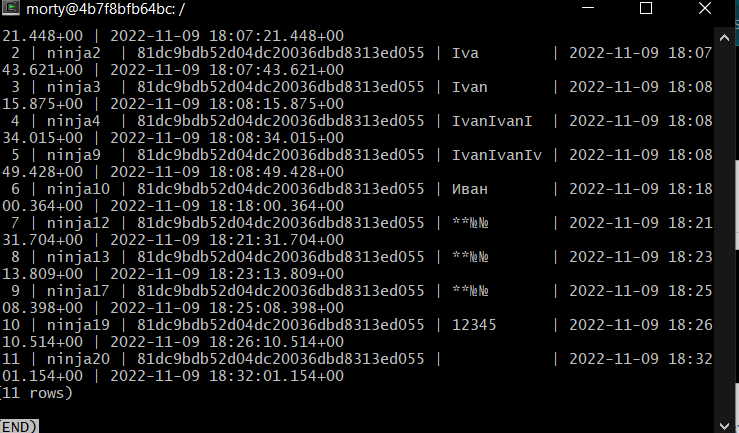 morty@4b7f8bfb64bc: /
21.448+00 | 2022-11-09 18:07:21.448+00
2 | ninja2 | 81dc9bdb52d04dc20036dbd8313ed055 | Iva | 2022-11-09 18:07
43.621+00 | 2022-11-09 18:07:43.621+00
3 | ninja3 | 81dc9bdb52d04dc20036dbd8313ed055 | Ivan | 2022-11-09 18:08
15.875+00 | 2022-11-09 18:08:15.875+00
4 | ninja4 | 81dc9bdb52d04dc20036dbd8313ed055 | IvanIvanI | 2022-11-09 18:08
34.015+00 | 2022-11-09 18:08:34.015+00
5 | ninja9 | 81dc9bdb52d04dc20036dbd8313ed055 | IvanIvanIv | 2022-11-09 18:08
49.428+00 | 2022-11-09 18:08:49.428+00
6 | ninja10 | 81dc9bdb52d04dc20036dbd8313ed055 | Иван | 2022-11-09 18:18
00.364+00 | 2022-11-09 18:18:00.364+00
7 | ninja12 | 81dc9bdb52d04dc20036dbd8313ed055 | **№№ | 2022-11-09 18:21
31.704+00 | 2022-11-09 18:21:31.704+00
8 | ninja13 | 81dc9bdb52d04dc20036dbd8313ed055 | **№№ | 2022-11-09 18:23
13.809+00 | 2022-11-09 18:23:13.809+00
9 | ninja17 | 81dc9bdb52d04dc20036dbd8313ed055 | **№№ | 2022-11-09 18:25
08.398+00 | 2022-11-09 18:25:08.398+00
10 | ninja19 | 81dc9bdb52d04dc20036dbd8313ed055 | 12345 | 2022-11-09 18:26
10.514+00 | 2022-11-09 18:26:10.514+00
11 | ninja20 | 81dc9bdb52d04dc20036dbd8313ed055 | | 2022-11-09 18:32
01.154+00 | 2022-11-09 18:32:01.154+00
(11 rows)
(END)